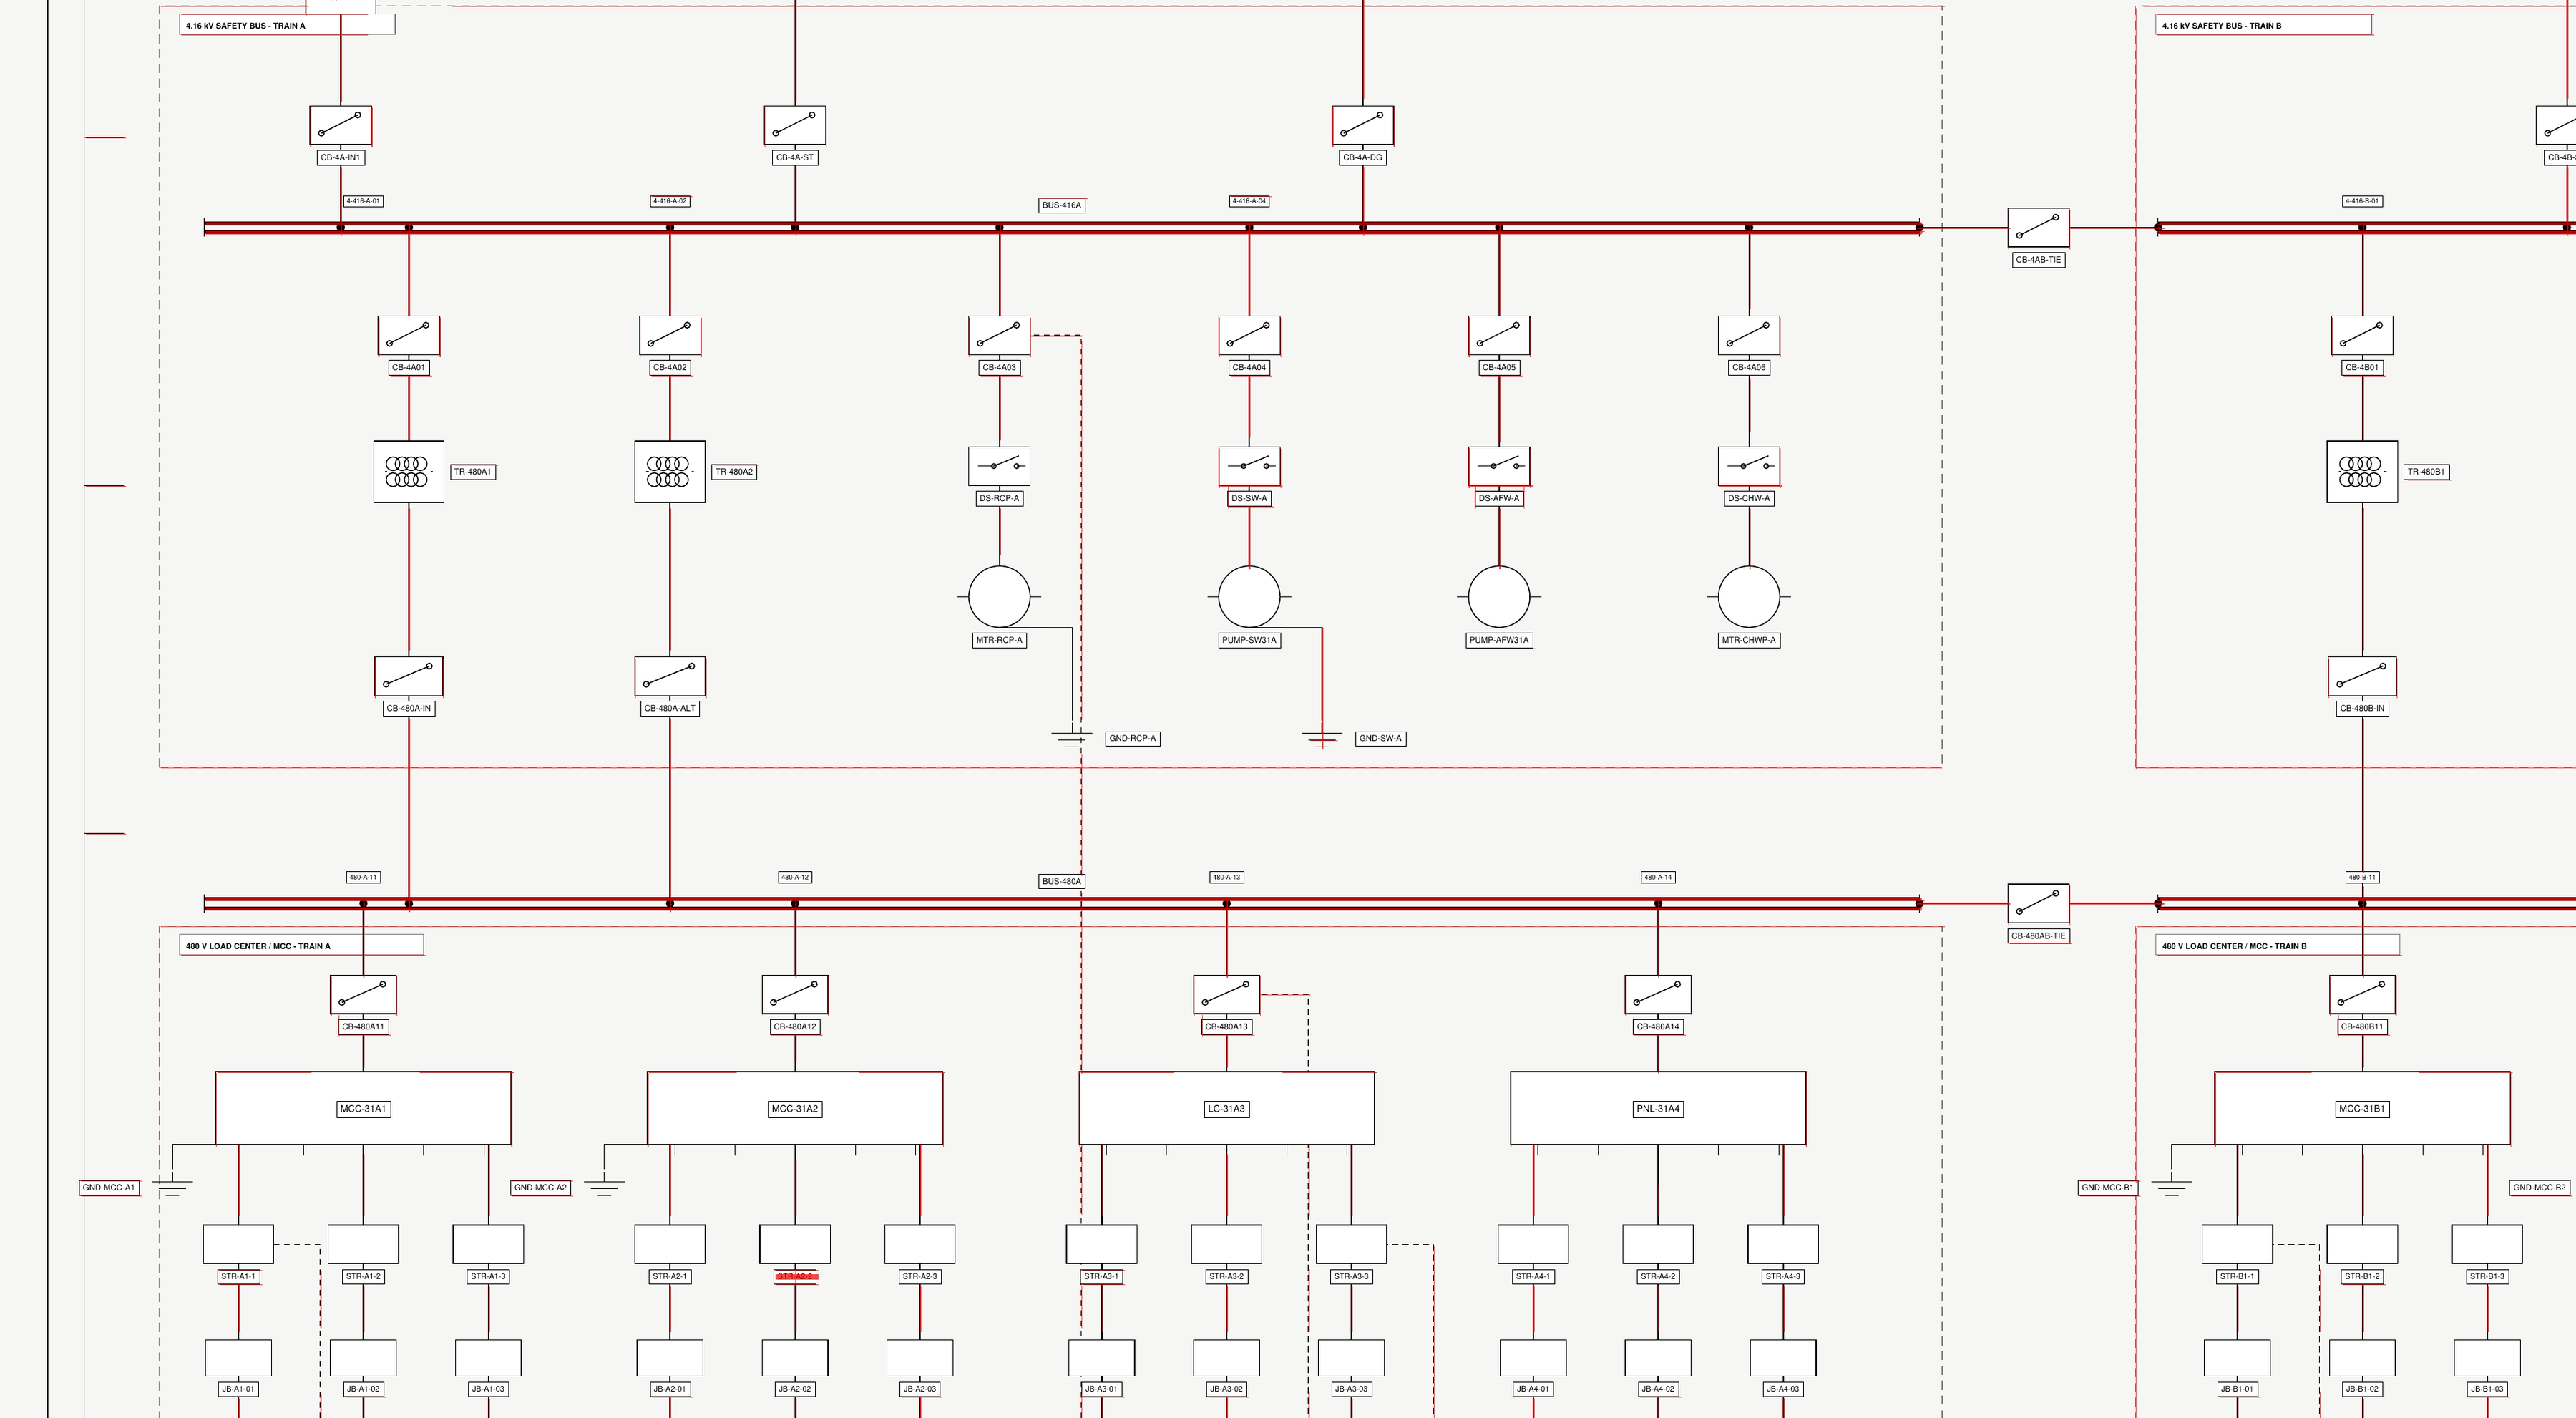 4.16 kV SAFETY BUS - TRAIN A
4.16 kV SAFETY BUS - TRAIN B
CB-4A-IN1
CB-4A-ST
CB-4A-DG
CB-4B-
4-416-A-01
4-416-A-02
BUS-416A
4-416-A-04
4-416-B-01
CB-4AB-TIE
CB-4A01
CB-4A02
CB-4A03
CB-4A04
CB-4A05
CB-4A06
CB-4B01
TR-480A1
TR-480A2
TR-480B1
DS-RCP-A
DS-SW-A
DS-AFW-A
DS-CHW-A
MTR-RCP-A
PUMP-SW31A
PUMP-AFW31A
MTR-CHWP-A
CB-480A-IN
CB-480A-ALT
CB-480B-IN
GND-RCP-A
GND-SW-A
480-A-11
480-A-12
BUS-480A
480-A-13
480-A-14
480-B-11
CB-480AB-TIE
480 V LOAD CENTER / MCC - TRAIN A
480 V LOAD CENTER / MCC - TRAIN B
CB-480A11
CB-480A12
CB-480A13
CB-480A14
CB-480B11
MCC-31A1
MCC-31A2
LC-31A3
PNL-31A4
MCC-31B1
GND-MCC-A1
GND-MCC-A2
GND-MCC-B1
GND-MCC-B2
STR-A1-1
STR-A1-2
STR-A1-3
STR-A2-1
STR-A2-2
STR-A2-3
STR-A3-1
STR-A3-2
STR-A3-3
STR-A4-1
STR-A4-2
STR-A4-3
STR-B1-1
STR-B1-2
STR-B1-3
JB-A1-01
JB-A1-02
JB-A1-03
JB-A2-01
JB-A2-02
JB-A2-03
JB-A3-01
JB-A3-02
JB-A3-03
JB-A4-01
JB-A4-02
JB-A4-03
JB-B1-01
JB-B1-02
JB-B1-03